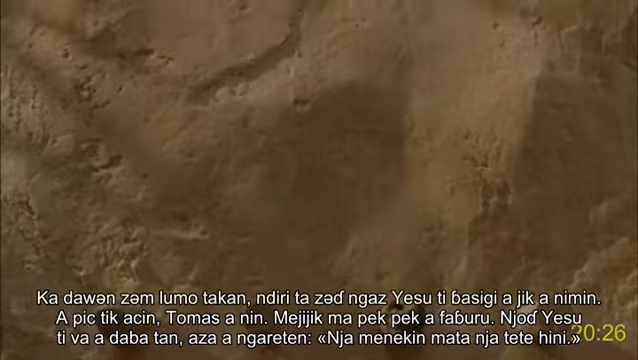 Ka dawən zəm lumo takan, ndiri ta zəɗ ngaz Yesu ti ɓasigi a jik a nimin.
A pic tik acin, Tomas a nin. Mejijik ma pek pek a faɓuru. Njoɗ Yesu
ti va a daba tan, aza a ngareten: «Nja menekin mata nja tete hini.»
20:26